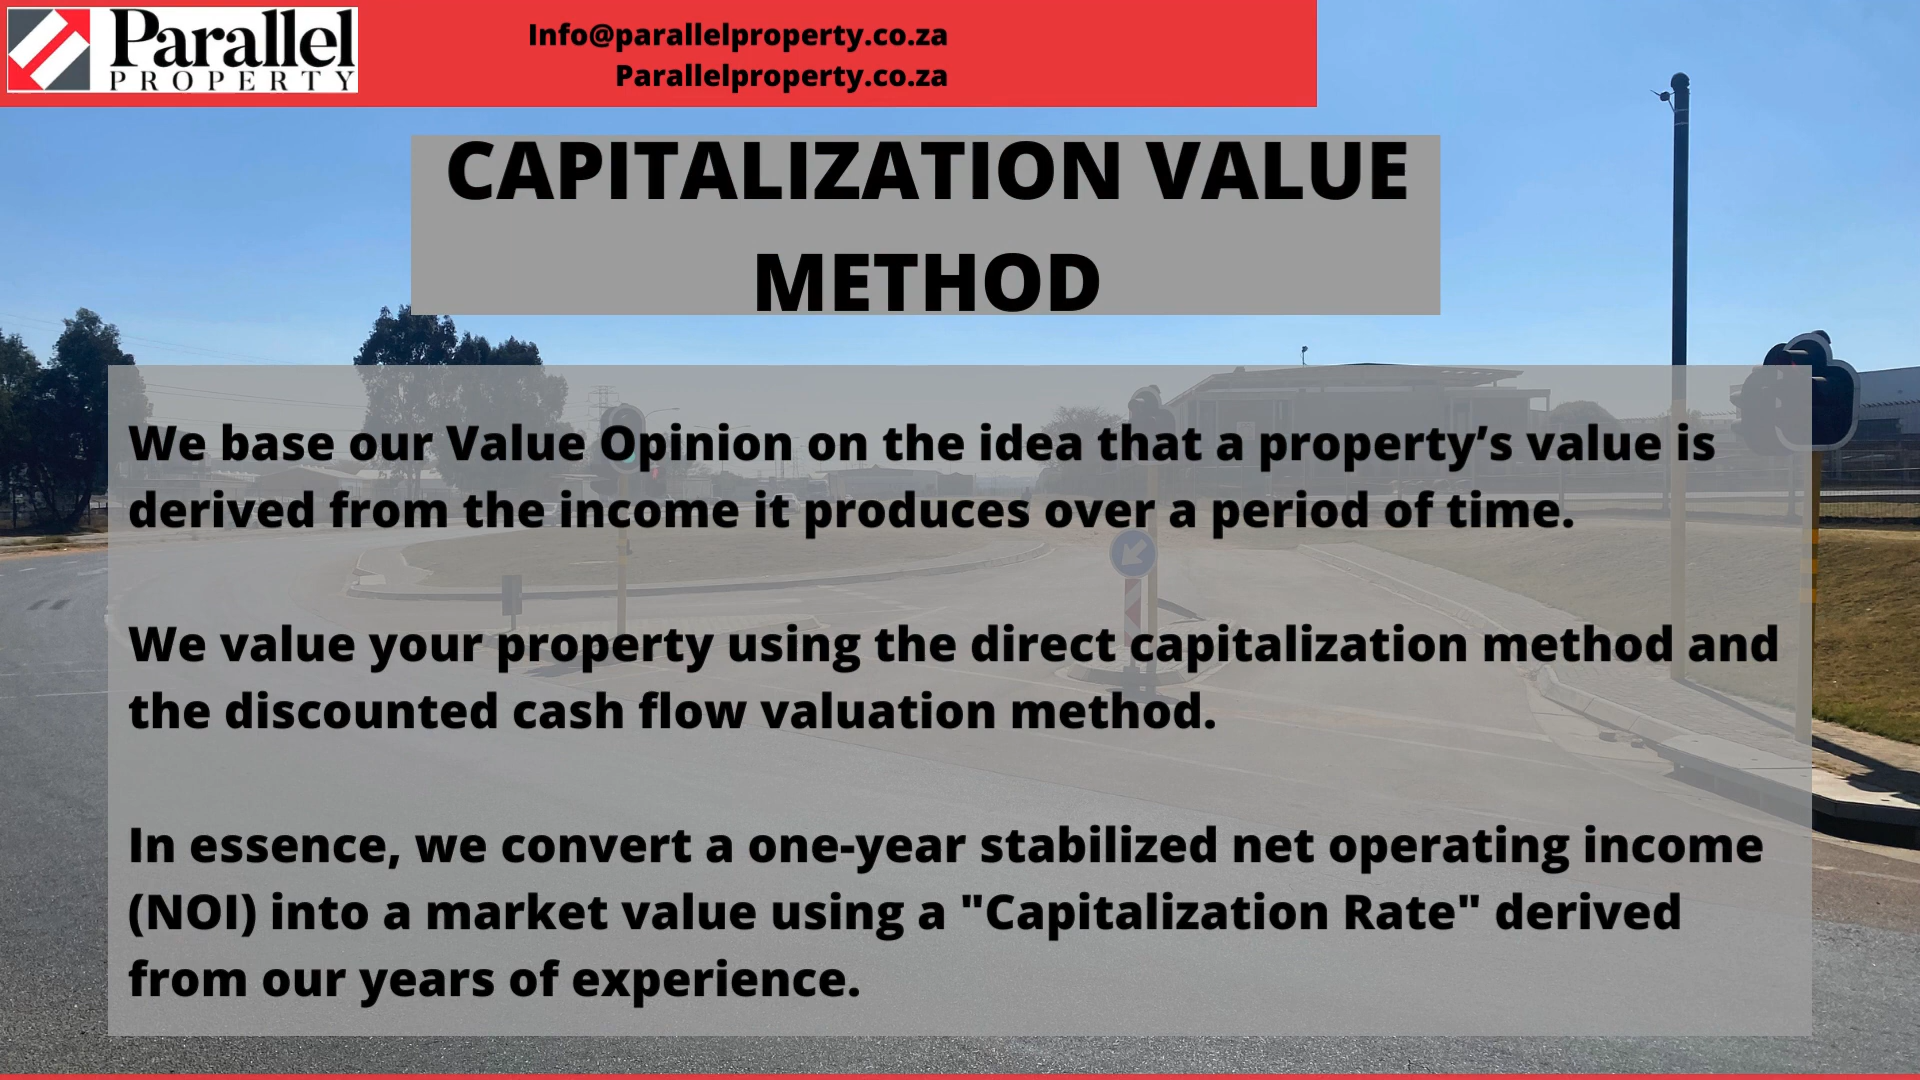 Parallel
PROPERTY
Info@parallelproperty.co.za
Parallelproperty.co.za
CAPITALIZATION VALUE
METHOD
We base our Value Opinion on the idea that a property’s value is
derived from the income it produces over a period of time.
We value your property using the direct capitalization method and
the discounted cash flow valuation method.
In essence, we convert a one-year stabilized net operating income
(NOI) into a market value using a "Capitalization Rate" derived
from our years of experience.